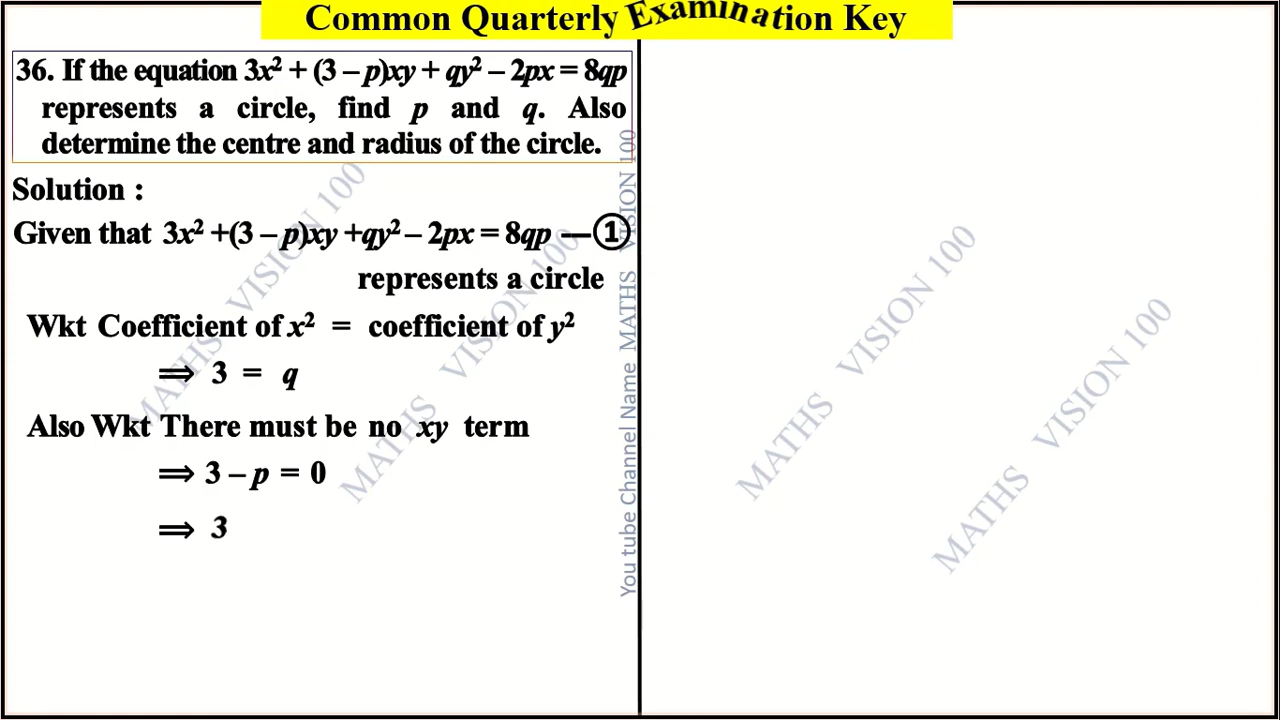 Common Quarterly Examination Key
36. If the equation 3x² + (3 – p)xy + qy² – 2px = 8qp
represents a circle, find p and q. Also
determine the centre and radius of the circle.
Solution :
Given that 3x² +(3 – p)xy +qy² – 2px = 8qp —①
represents a circle
Wkt Coefficient of x² = coefficient of y²
⟹ 3 = q
Also Wkt There must be no xy term
⟹ 3 – p = 0
⟹ 3
You tube Channel Name MATHS VISION 100
MATHS VISION 100
MATHS VISION 100
MATHS VISION 100
MATHS VISION 100